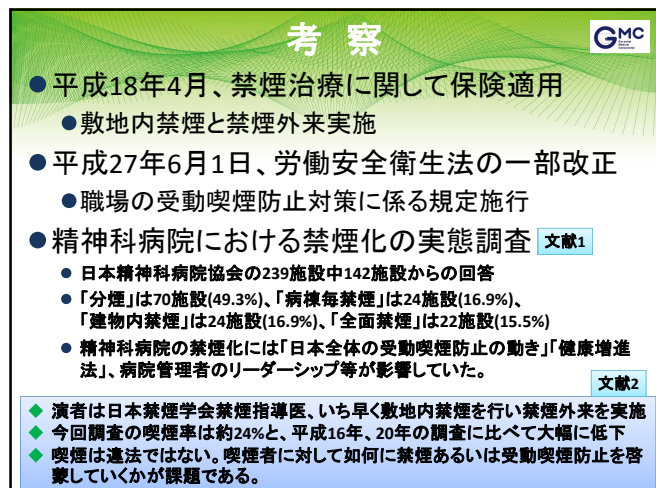 考 察
GMC
●平成18年4月、禁煙治療に関して保険適用
●敷地内禁煙と禁煙外来実施
●平成27年6月1日、労働安全衛生法の一部改正
●職場の受動喫煙防止対策に係る規定施行
●精神科病院における禁煙化の実態調査 文献1
● 日本精神科病院協会の239施設中142施設からの回答
● 「分煙」は70施設(49.3%)、「病棟毎禁煙」は24施設(16.9%)、
「建物内禁煙」は24施設(16.9%)、「全面禁煙」は22施設(15.5%)
● 精神科病院の禁煙化には「日本全体の受動喫煙防止の動き」「健康増進
法」、病院管理者のリーダーシップ等が影響していた。
文献2
◆ 演者は日本禁煙学会禁煙指導医、いち早く敷地内禁煙を行い禁煙外来を実施
◆ 今回調査の喫煙率は約24%と、平成16年、20年の調査に比べて大幅に低下
◆ 喫煙は違法ではない。喫煙者に対して如何に禁煙あるいは受動喫煙防止を啓
蒙していくかが課題である。